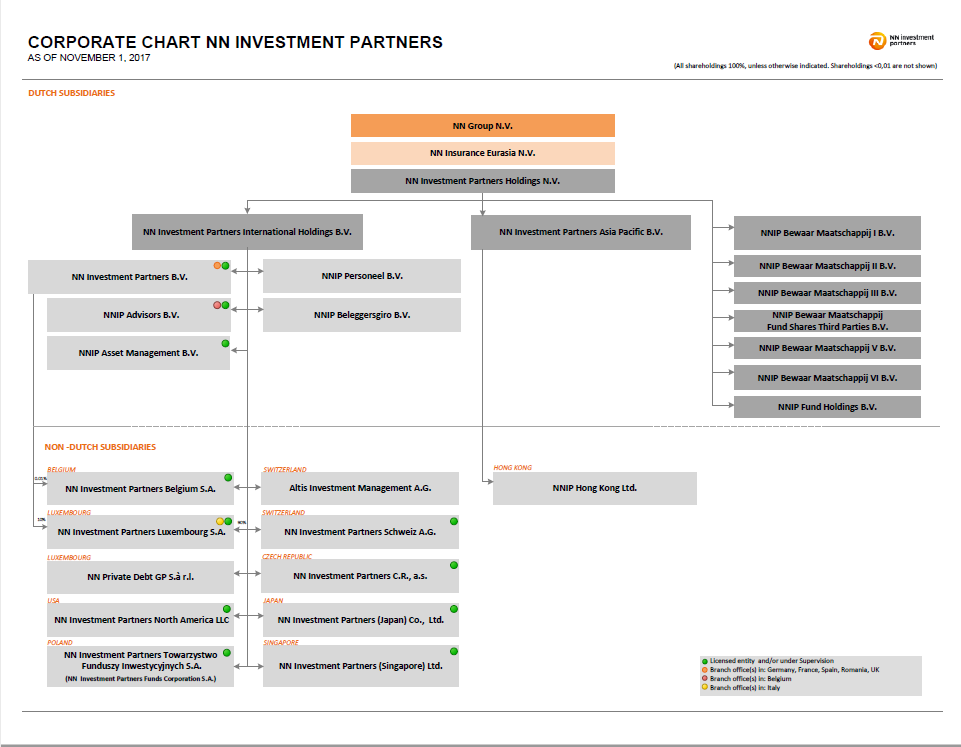 CORPORATE CHART NN INVESTMENT PARTNERS
AS OF NOVEMBER 1, 2017
NN investment
partners
(All shareholdings 100%, unless otherwise indicated. Shareholdings <0,01 are not shown)
DUTCH SUBSIDIARIES
NN Group N.V.
NN Insurance Eurasia N.V.
NN Investment Partners Holdings N.V.
NN Investment Partners International Holdings B.V.
NN Investment Partners Asia Pacific B.V.
NNIP Bewaar Maatschappij I B.V.
NNIP Bewaar Maatschappij II B.V.
NNIP Bewaar Maatschappij III B.V.
NNIP Bewaar Maatschappij
Fund Shares Third Parties B.V.
NNIP Bewaar Maatschappij V B.V.
NNIP Bewaar Maatschappij VI B.V.
NNIP Fund Holdings B.V.
NN Investment Partners B.V.
NNIP Personeel B.V.
NNIP Advisors B.V.
NNIP Beleggersgiro B.V.
NNIP Asset Management B.V.
NON -DUTCH SUBSIDIARIES
BELGIUM
0,01%
NN Investment Partners Belgium S.A.
SWITZERLAND
Altis Investment Management A.G.
HONG KONG
NNIP Hong Kong Ltd.
LUXEMBOURG
10%
NN Investment Partners Luxembourg S.A.
90%
SWITZERLAND
NN Investment Partners Schweiz A.G.
LUXEMBOURG
NN Private Debt GP S.à r.l.
CZECH REPUBLIC
NN Investment Partners C.R., a.s.
USA
NN Investment Partners North America LLC
JAPAN
NN Investment Partners (Japan) Co., Ltd.
POLAND
NN Investment Partners Towarzystwo
Funduszy Inwestycyjnych S.A.
(NN Investment Partners Funds Corporation S.A.)
SINGAPORE
NN Investment Partners (Singapore) Ltd.
Licensed entity and/or under Supervision
Branch office(s) in: Germany, France, Spain, Romania, UK
Branch office(s) in: Belgium
Branch office(s) in: Italy